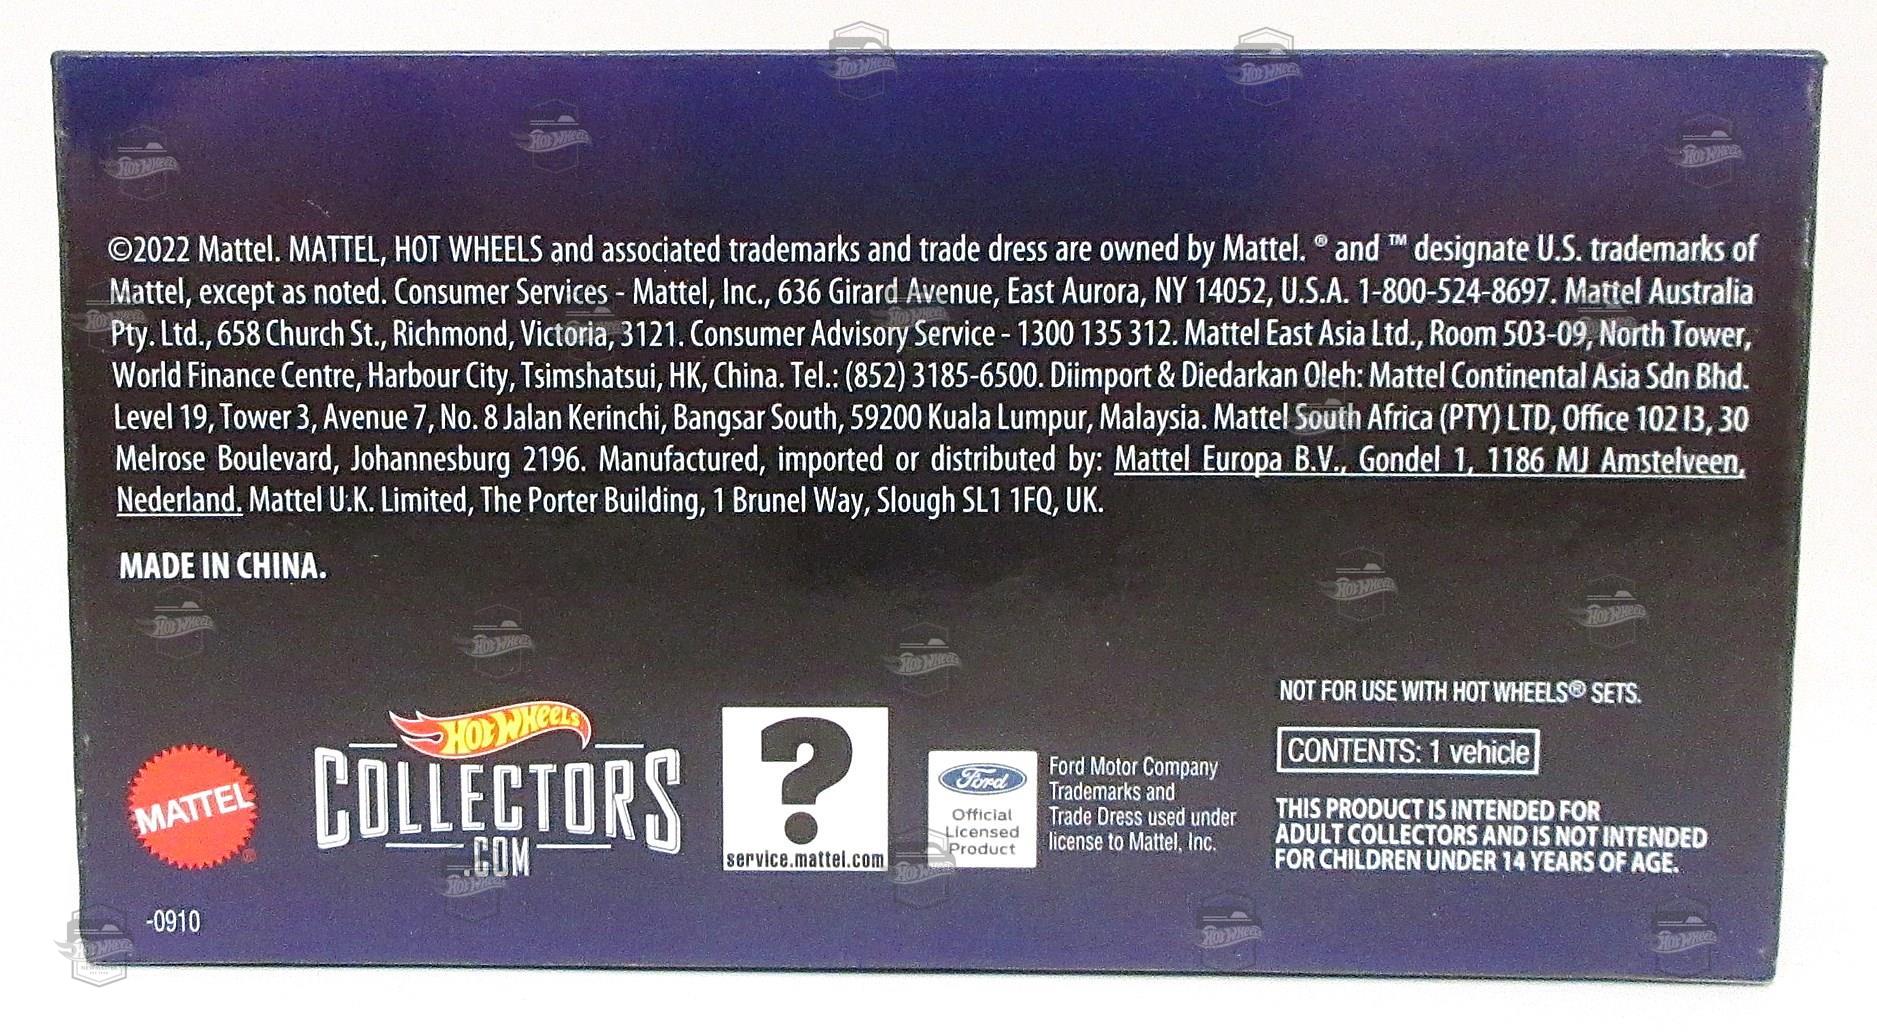 ©2022 Mattel. MATTEL, HOT WHEELS and associated trademarks and trade dress are owned by Mattel. ® and ™ designate U.S. trademarks of
Mattel, except as noted. Consumer Services - Mattel, Inc., 636 Girard Avenue, East Aurora, NY 14052, U.S.A. 1-800-524-8697. Mattel Australia
Pty. Ltd., 658 Church St., Richmond, Victoria, 3121. Consumer Advisory Service - 1300 135 312. Mattel East Asia Ltd., Room 503-09, North Tower,
World Finance Centre, Harbour City, Tsimshatsui, HK, China. Tel.: (852) 3185-6500. Diimport & Diedarkan Oleh: Mattel Continental Asia Sdn Bhd.
Level 19, Tower 3, Avenue 7, No. 8 Jalan Kerinchi, Bangsar South, 59200 Kuala Lumpur, Malaysia. Mattel South Africa (PTY) LTD, Office 102 I3, 30
Melrose Boulevard, Johannesburg 2196. Manufactured, imported or distributed by: Mattel Europa B.V., Gondel 1, 1186 MJ Amstelveen,
Nederland. Mattel U.K. Limited, The Porter Building, 1 Brunel Way, Slough SL1 1FQ, UK.
MADE IN CHINA.
MATTEL®
HOT WHEELS
COLLECTORS
.COM
?
service.mattel.com
Ford
Official
Licensed
Product
Ford Motor Company
Trademarks and
Trade Dress used under
license to Mattel, Inc.
NOT FOR USE WITH HOT WHEELS® SETS.
CONTENTS: 1 vehicle
THIS PRODUCT IS INTENDED FOR
ADULT COLLECTORS AND IS NOT INTENDED
FOR CHILDREN UNDER 14 YEARS OF AGE.
-0910